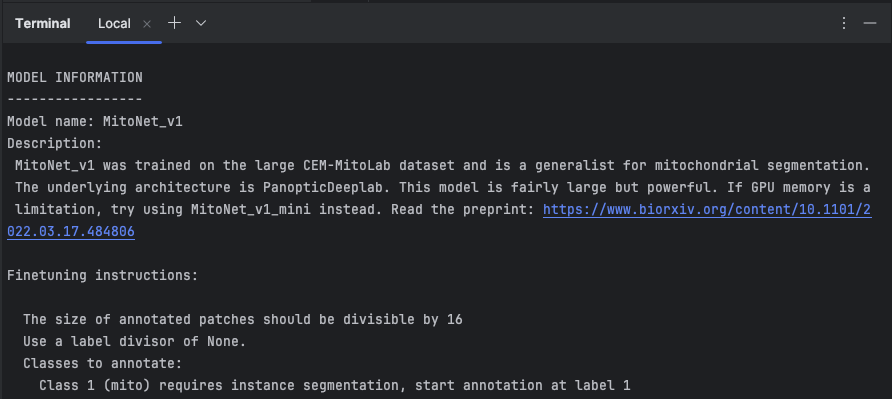 Terminal Local
MODEL INFORMATION
-----------------
Model name: MitoNet_v1
Description:
MitoNet_v1 was trained on the large CEM-MitoLab dataset and is a generalist for mitochondrial segmentation.
The underlying architecture is PanopticDeeplab. This model is fairly large but powerful. If GPU memory is a
limitation, try using MitoNet_v1_mini instead. Read the preprint: https://www.biorxiv.org/content/10.1101/2
022.03.17.484806
Finetuning instructions:
The size of annotated patches should be divisible by 16
Use a label divisor of None.
Classes to annotate:
Class 1 (mito) requires instance segmentation, start annotation at label 1